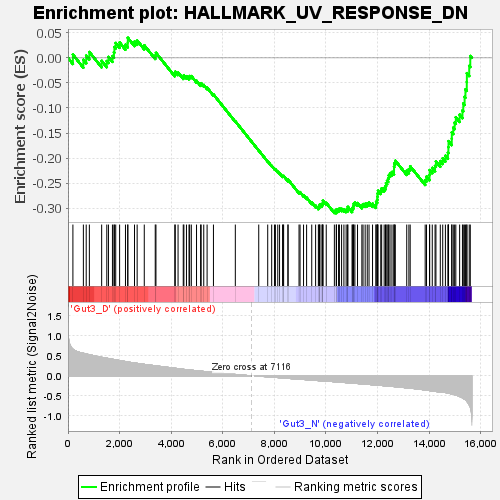 Enrichment plot: HALLMARK_UV_RESPONSE_DN
Enrichment score (ES)
0.05
0.00
-0.05
-0.10
-0.15
-0.20
-0.25
-0.30
'Gut3_D' (positively correlated)
Ranked list metric (Signal2Noise)
1.5
1.0
0.5
0.0
-0.5
-1.0
Zero cross at 7116
'Gut3_N' (negatively correlated)
0
2,000
4,000
6,000
8,000
10,000
12,000
14,000
16,000
Rank in Ordered Dataset
Enrichment profile
Hits
Ranking metric scores